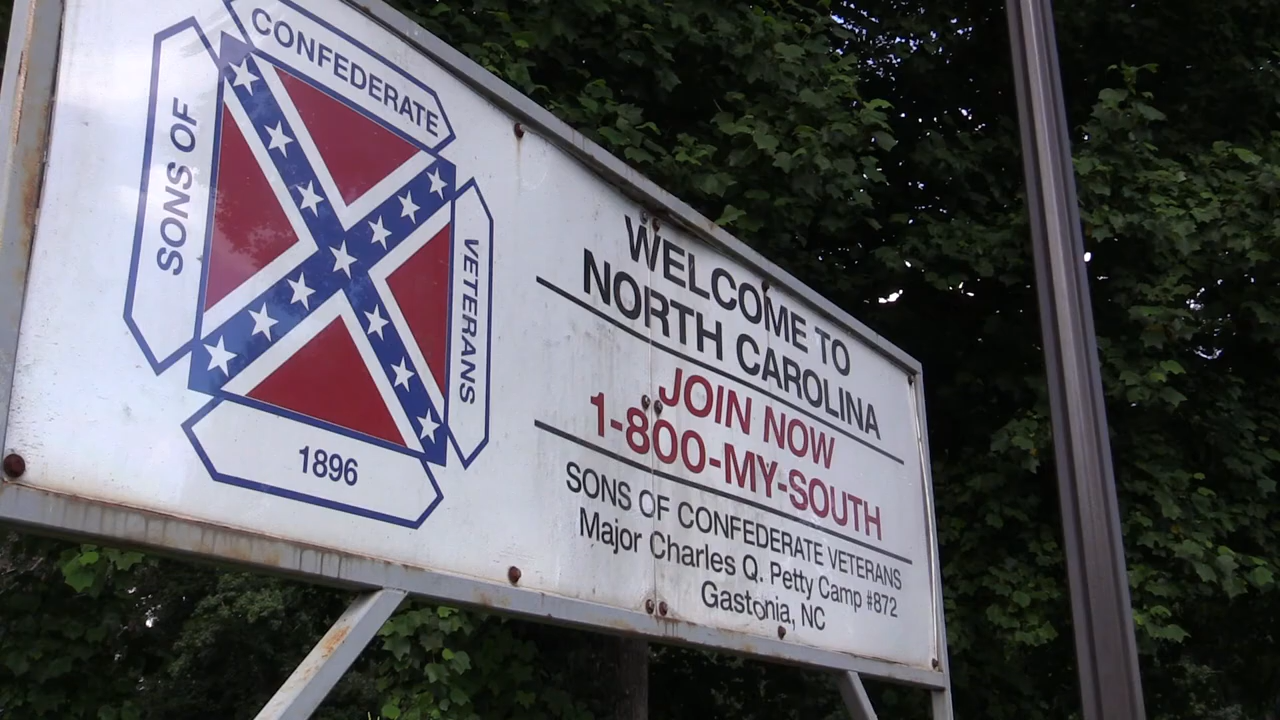 SONS OF
CONFEDERATE
VETERANS
1896
WELCOME TO
NORTH CAROLINA
JOIN NOW
1-800-MY-SOUTH
SONS OF CONFEDERATE VETERANS
Major Charles Q. Petty Camp #872
Gastonia, NC